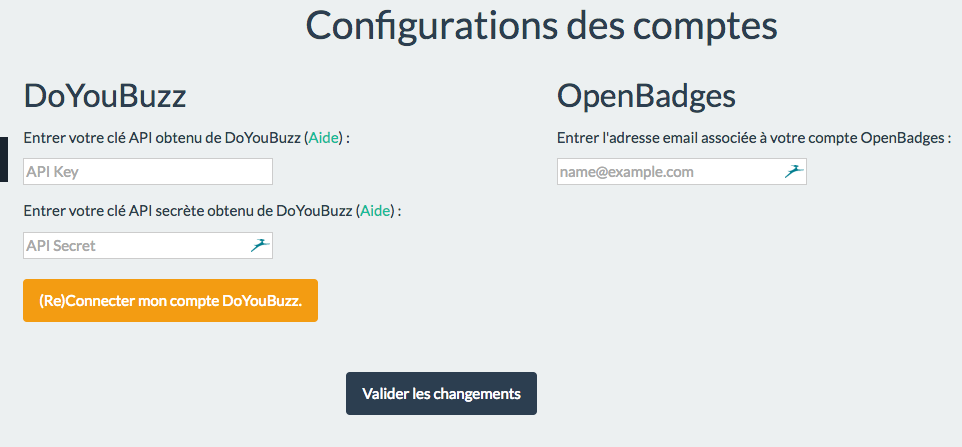 Configurations des comptes
DoYouBuzz
Entrer votre clé API obtenu de DoYouBuzz (Aide) :
API Key
Entrer votre clé API secrète obtenu de DoYouBuzz (Aide) :
API Secret
(Re)Connecter mon compte DoYouBuzz.
OpenBadges
Entrer l'adresse email associée à votre compte OpenBadges :
name@example.com
Valider les changements